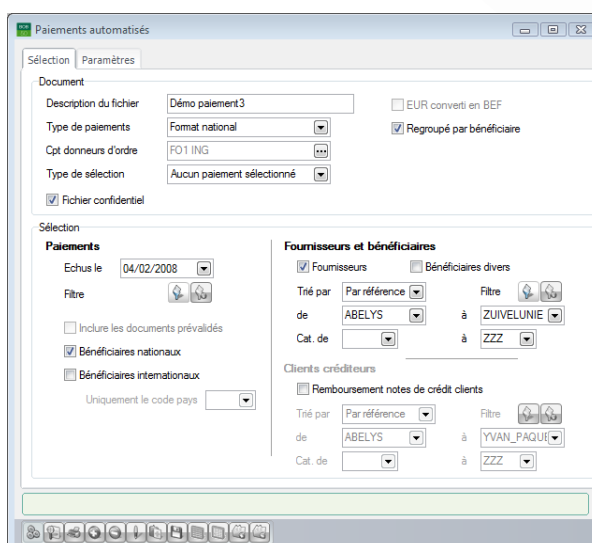 Paiements automatisés
Sélection Paramètres
Document
Description du fichier Démo paiement3 EUR converti en BEF
Type de paiements Format national Regroupé par bénéficiaire
Cpt donneurs d'ordre FO1 ING
Type de sélection Aucun paiement sélectionné
Fichier confidentiel
Sélection
Paiements Fournisseurs et bénéficiaires
Echus le 04/02/2008 Fournisseurs Bénéficiaires divers
Filtre Trié par Par référence Filtre
de ABELYS à ZUIVELUNIE
Inclure les documents prévalidés
Cat. de à ZZZ
Bénéficiaires nationaux
Clients créditeurs
Bénéficiaires internationaux
Remboursement notes de crédit clients
Uniquement le code pays
Trié par Par référence Filtre
de ABELYS à YVAN_PAQUE
Cat. de à ZZZ